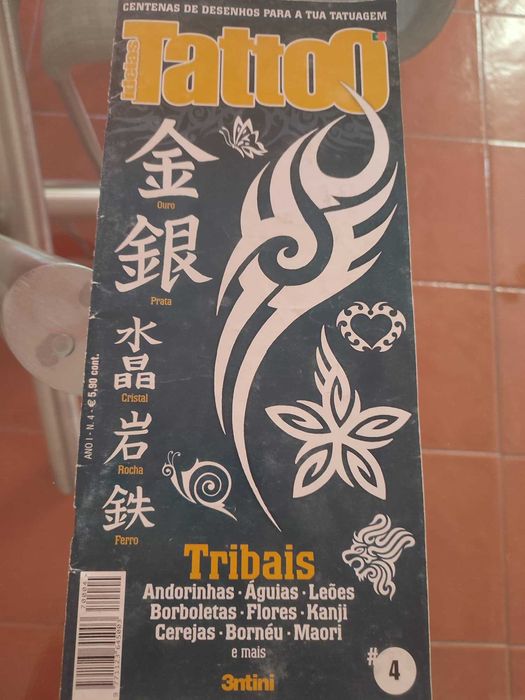 CENTENAS DE DESENHOS PARA A TUA TATUAGEM
Ideias
TattoO
金
Ouro
銀
Prata
水晶
Cristal
岩
Rocha
鉄
Ferro
ANO I - N. 4 - € 5,90 cont.
Tribais
Andorinhas · Águias · Leões
Borboletas · Flores · Kanji
Cerejas · Bornéu · Maori
e mais
3ntini
#4